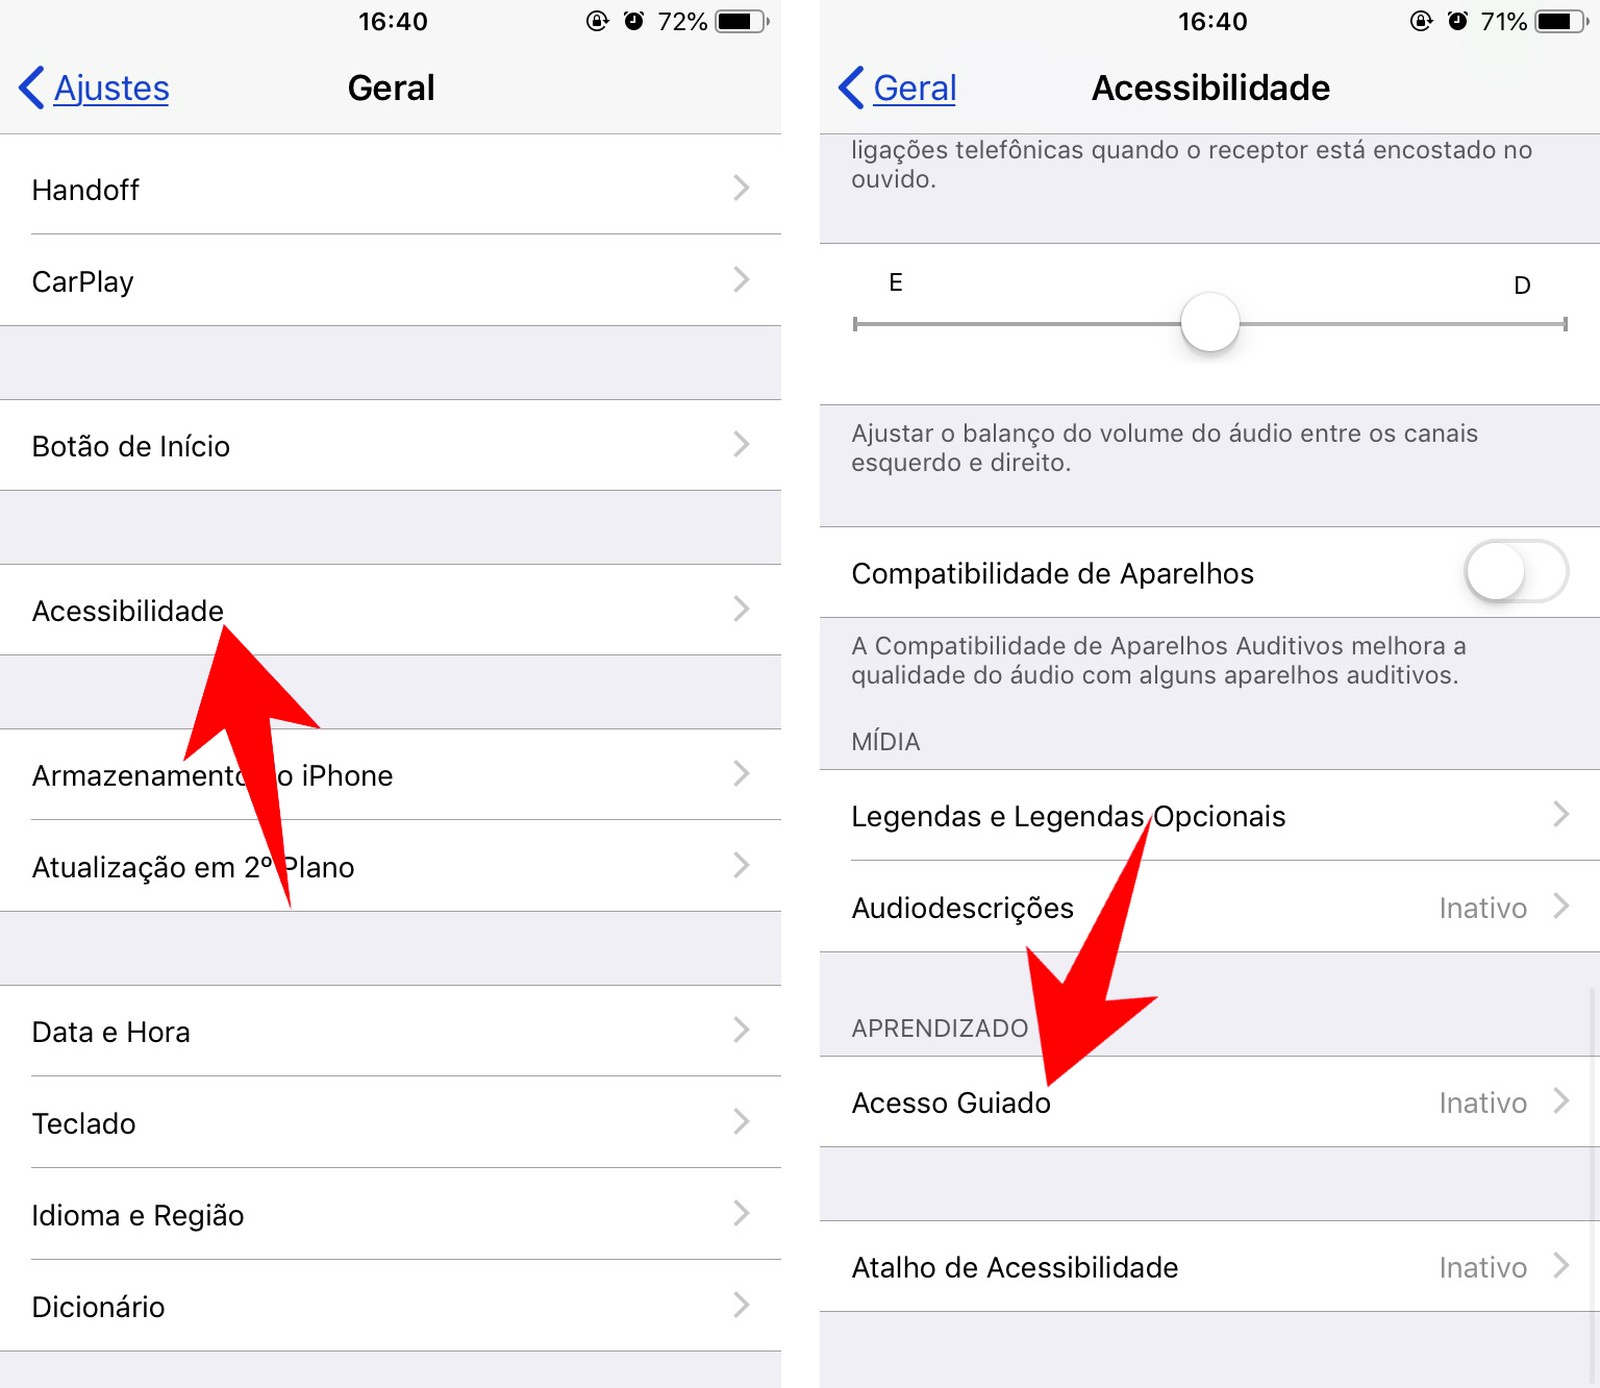 16:40
72%
Ajustes
Geral
Handoff
CarPlay
Botão de Início
Acessibilidade
Armazenamento o iPhone
Atualização em 2º Plano
Data e Hora
Teclado
Idioma e Região
Dicionário
16:40
71%
Geral
Acessibilidade
ligações telefônicas quando o receptor está encostado no
ouvido.
E
D
Ajustar o balanço do volume do áudio entre os canais
esquerdo e direito.
Compatibilidade de Aparelhos
A Compatibilidade de Aparelhos Auditivos melhora a
qualidade do áudio com alguns aparelhos auditivos.
MÍDIA
Legendas e Legendas Opcionais
Audiodescrições Inativo
APRENDIZADO
Acesso Guiado Inativo
Atalho de Acessibilidade Inativo